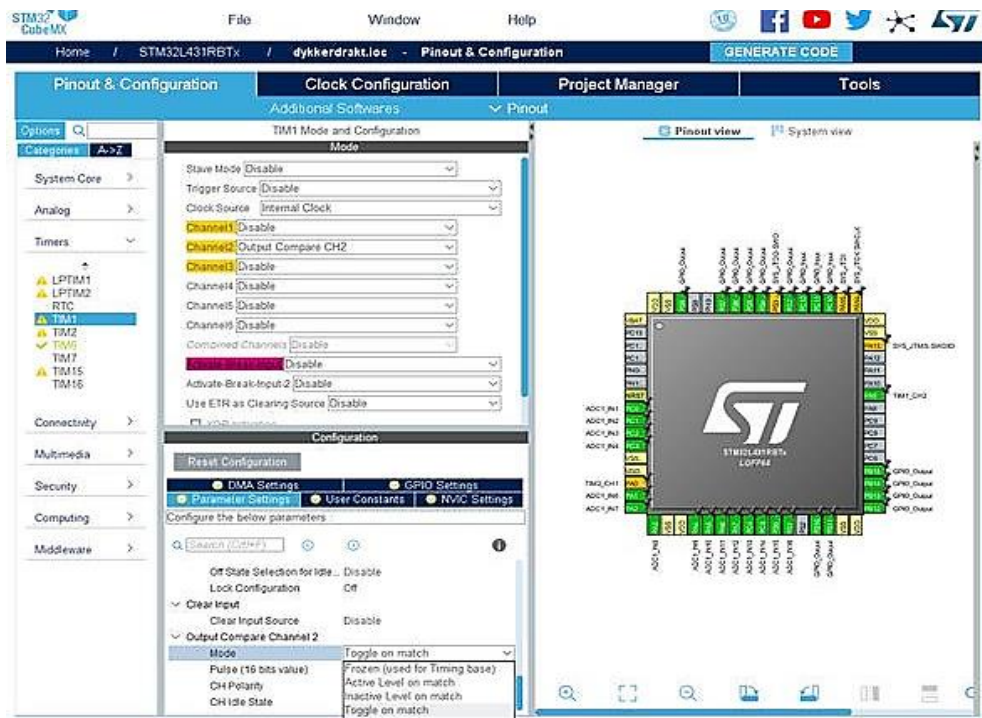 STM32
CubeMX
File
Window
Help
Home / STM32L431RBTx / dykkerdrakt.ioc - Pinout & Configuration
GENERATE CODE
Pinout & Configuration
Clock Configuration
Project Manager
Tools
Additional Softwares
Pinout
Options
Categories
A->Z
System Core
Analog
Timers
LPTIM1
LPTIM2
RTC
TIM1
TIM2
TIM6
TIM7
TIM15
TIM16
Connectivity
Multimedia
Security
Computing
Middleware
TIM1 Mode and Configuration
Mode
Slave Mode Disable
Trigger Source Disable
Clock Source Internal Clock
Channel1 Disable
Channel2 Output Compare CH2
Channel3 Disable
Channel4 Disable
Channel5 Disable
Channel6 Disable
Combined Channels Disable
Disable
Activate-Break-Input-2 Disable
Use ETR as Clearing Source Disable
Configuration
Reset Configuration
DMA Settings
GPIO Settings
Parameter Settings
User Constants
NVIC Settings
Configure the below parameters :
Search (Ctrl+F)
Off State Selection for Idle... Disable
Lock Configuration Off
Clear Input
Clear Input Source Disable
Output Compare Channel 2
Mode Toggle on match
Pulse (16 bits value)
CH Polarity
CH Idle State
Frozen (used for Timing base)
Active Level on match
Inactive Level on match
Toggle on match
Pinout view
System view
GPIO_Output
SYS_JTMS-SWDIO
TIM1_CH2
ADC1_IN1
ADC1_IN2
ADC1_IN3
ADC1_IN4
STM32L431RBTx
LQFP64
TIM2_CH1
ADC1_IN6
ADC1_IN7
GPIO_Output
GPIO_Output
GPIO_Output
GPIO_Output